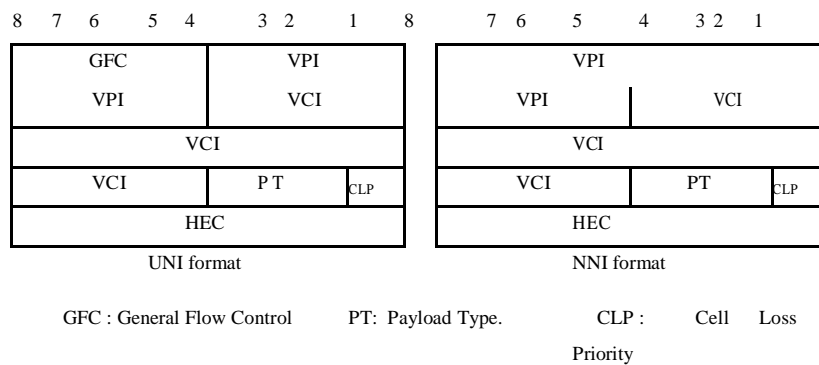 8 7 6 5 4 3 2 1 8 7 6 5 4 3 2 1
GFC VPI VPI
VPI VCI VPI VCI
VCI VCI
VCI P T CLP VCI PT CLP
HEC HEC
UNI format NNI format
GFC : General Flow Control PT: Payload Type. CLP : Cell Loss
Priority